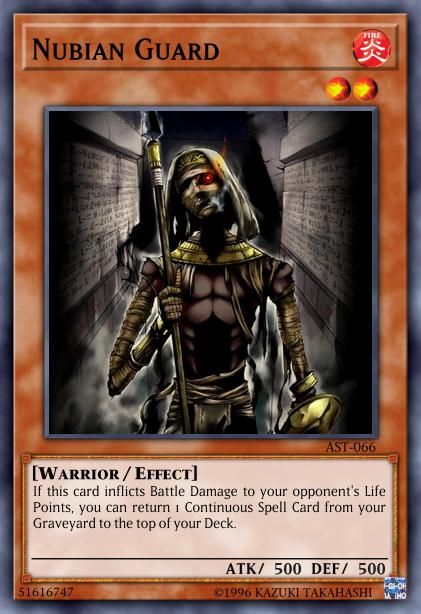 NUBIAN GUARD
FIRE
炎
AST-066
[WARRIOR / EFFECT]
If this card inflicts Battle Damage to your opponent's Life
Points, you can return 1 Continuous Spell Card from your
Graveyard to the top of your Deck.
ATK/ 500 DEF/ 500
51616747
©1996 KAZUKI TAKAHASHI